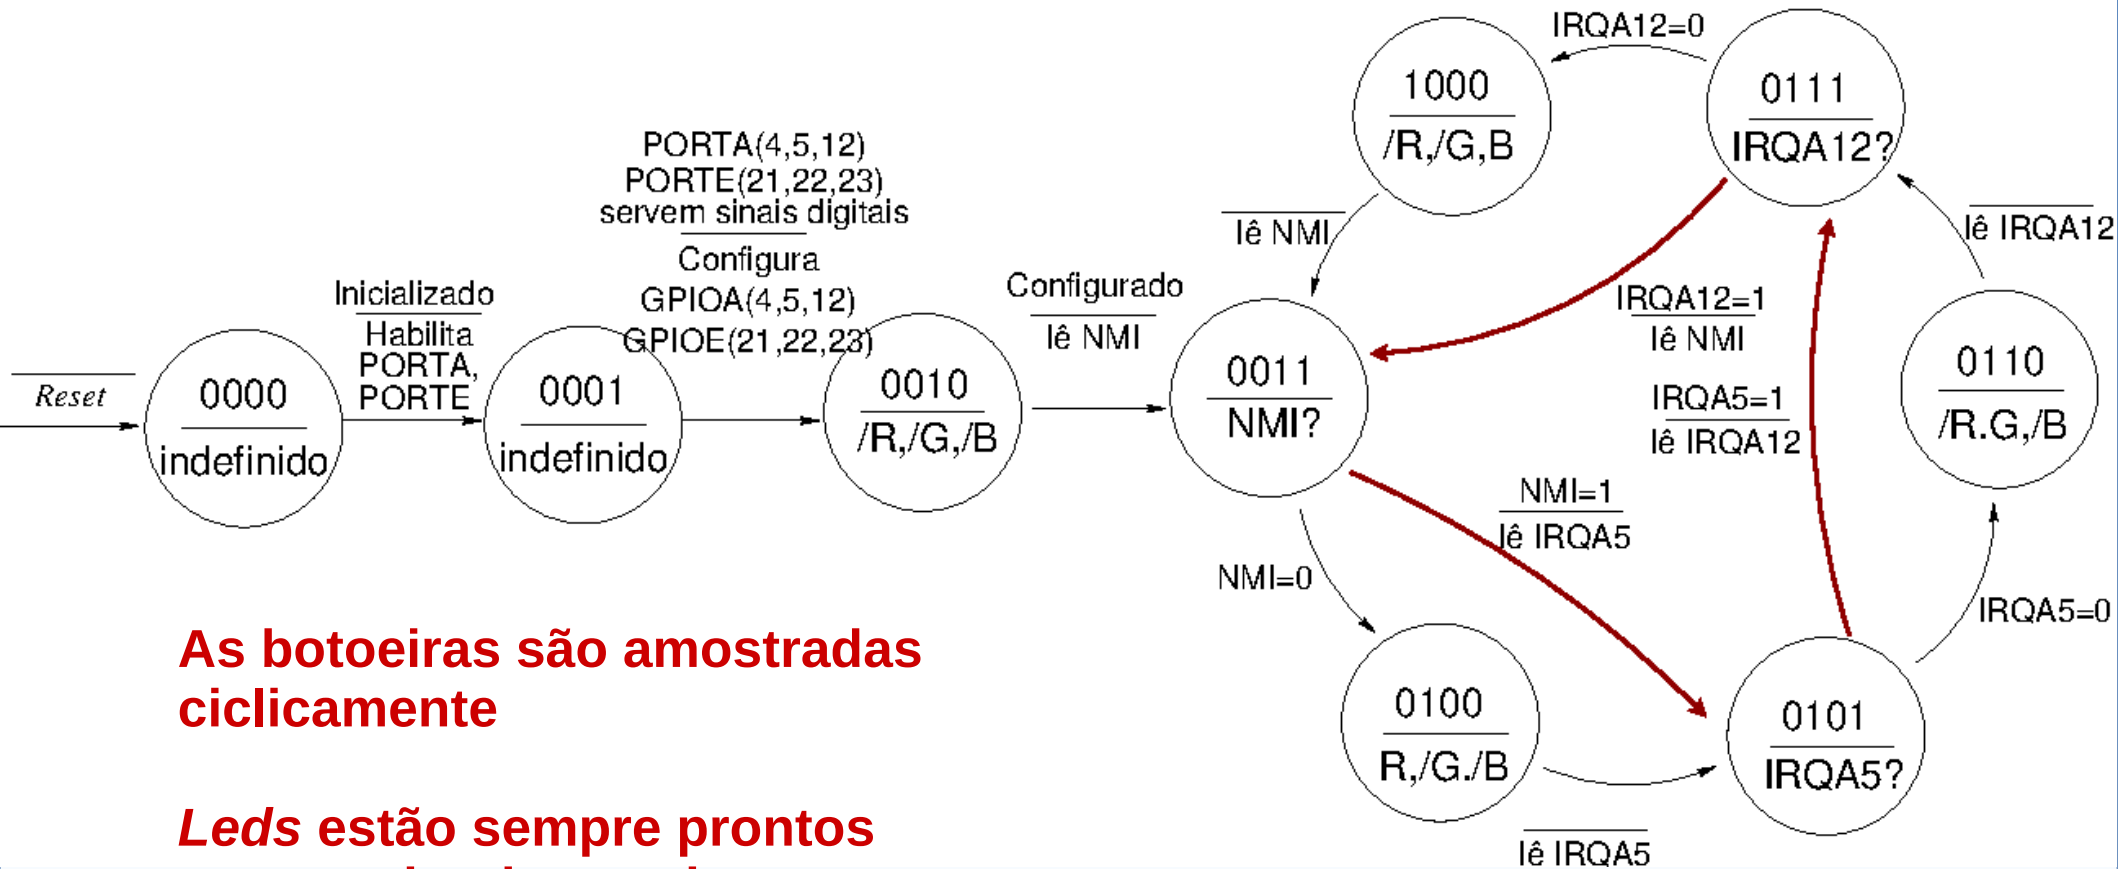 Reset
0000
indefinido
Inicializado
Habilita
PORTA,
PORTE
0001
indefinido
PORTA(4,5,12)
PORTE(21,22,23)
servem sinais digitais
Configura
GPIOA(4,5,12)
GPIOE(21,22,23)
0010
/R,/G,/B
Configurado
lê NMI
0011
NMI?
NMI=0
0100
R,/G./B
lê IRQA5
NMI=1
lê IRQA5
0101
IRQA5?
IRQA5=0
0110
/R.G,/B
lê IRQA12
IRQA5=1
lê IRQA12
0111
IRQA12?
IRQA12=1
lê NMI
IRQA12=0
1000
/R,/G,B
lê NMI
As botoeiras são amostradas
ciclicamente
Leds estão sempre prontos